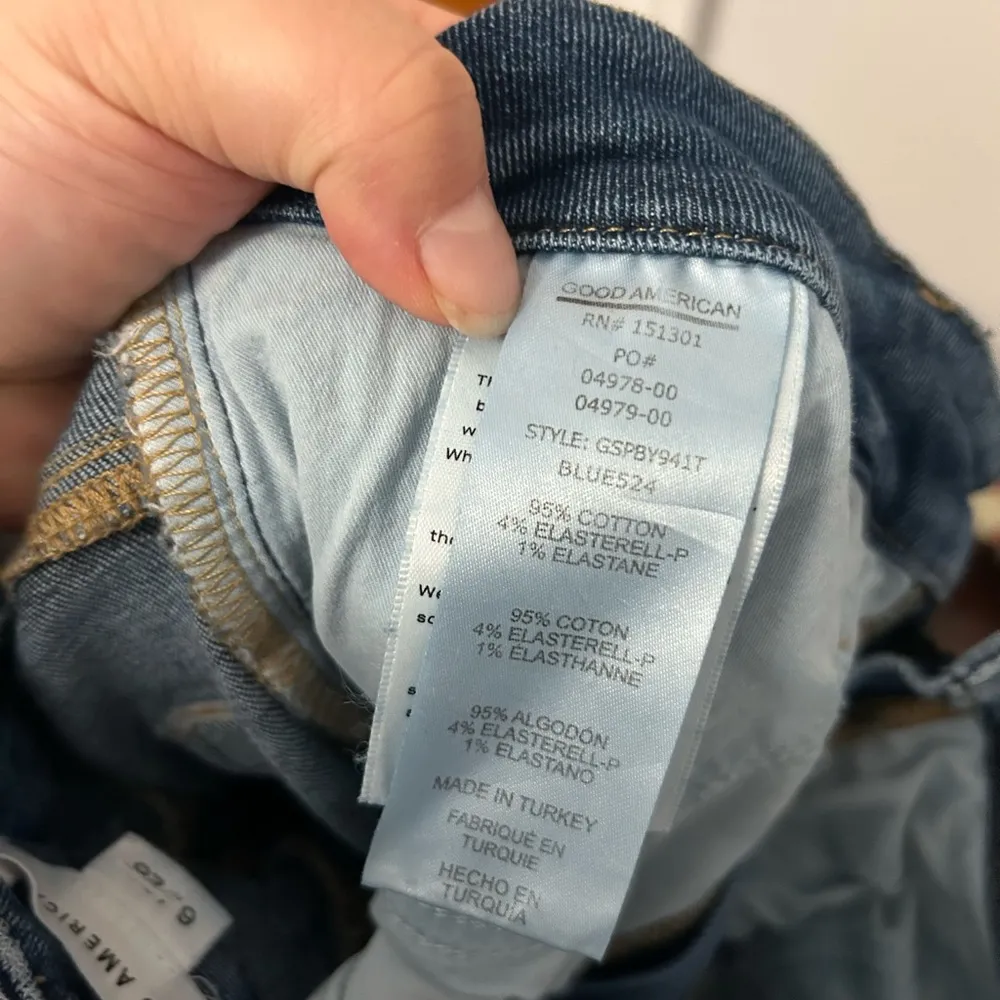 GOOD AMERICAN
RN# 151301
PO#
04978-00
04979-00
STYLE: GSPBY941T
BLUE524
95% COTTON
4% ELASTERELL-P
1% ELASTANE
95% COTON
4% ELASTERELL-P
1% ÉLASTHANNE
95% ALGODÓN
4% ELASTERELL-P
1% ELASTANO
MADE IN TURKEY
FABRIQUÉ EN
TURQUIE
HECHO EN
TURQUÍA